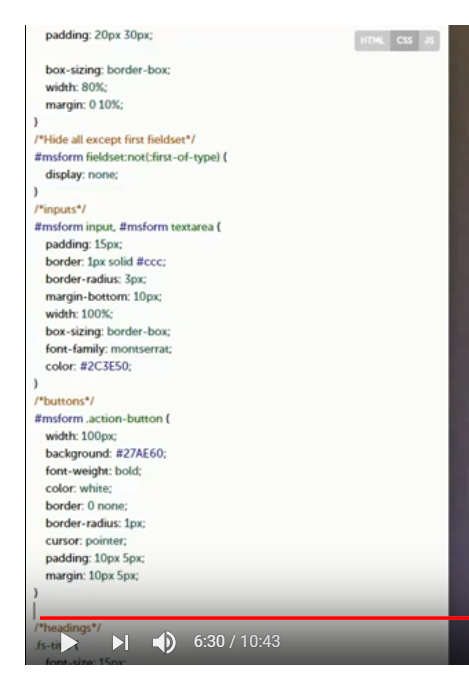 padding: 20px 30px;
HTML CSS JS
box-sizing: border-box;
width: 80%;
margin: 0 10%;
}
/*Hide all except first fieldset*/
#msform fieldset:not(:first-of-type) {
display: none;
}
/*inputs*/
#msform input, #msform textarea {
padding: 15px;
border: 1px solid #ccc;
border-radius: 3px;
margin-bottom: 10px;
width: 100%;
box-sizing: border-box;
font-family: montserrat;
color: #2C3E50;
}
/*buttons*/
#msform .action-button {
width: 100px;
background: #27AE60;
font-weight: bold;
color: white;
border: 0 none;
border-radius: 1px;
cursor: pointer;
padding: 10px 5px;
margin: 10px 5px;
}
/*headings*/
6:30 / 10:43
font-size: 15px;